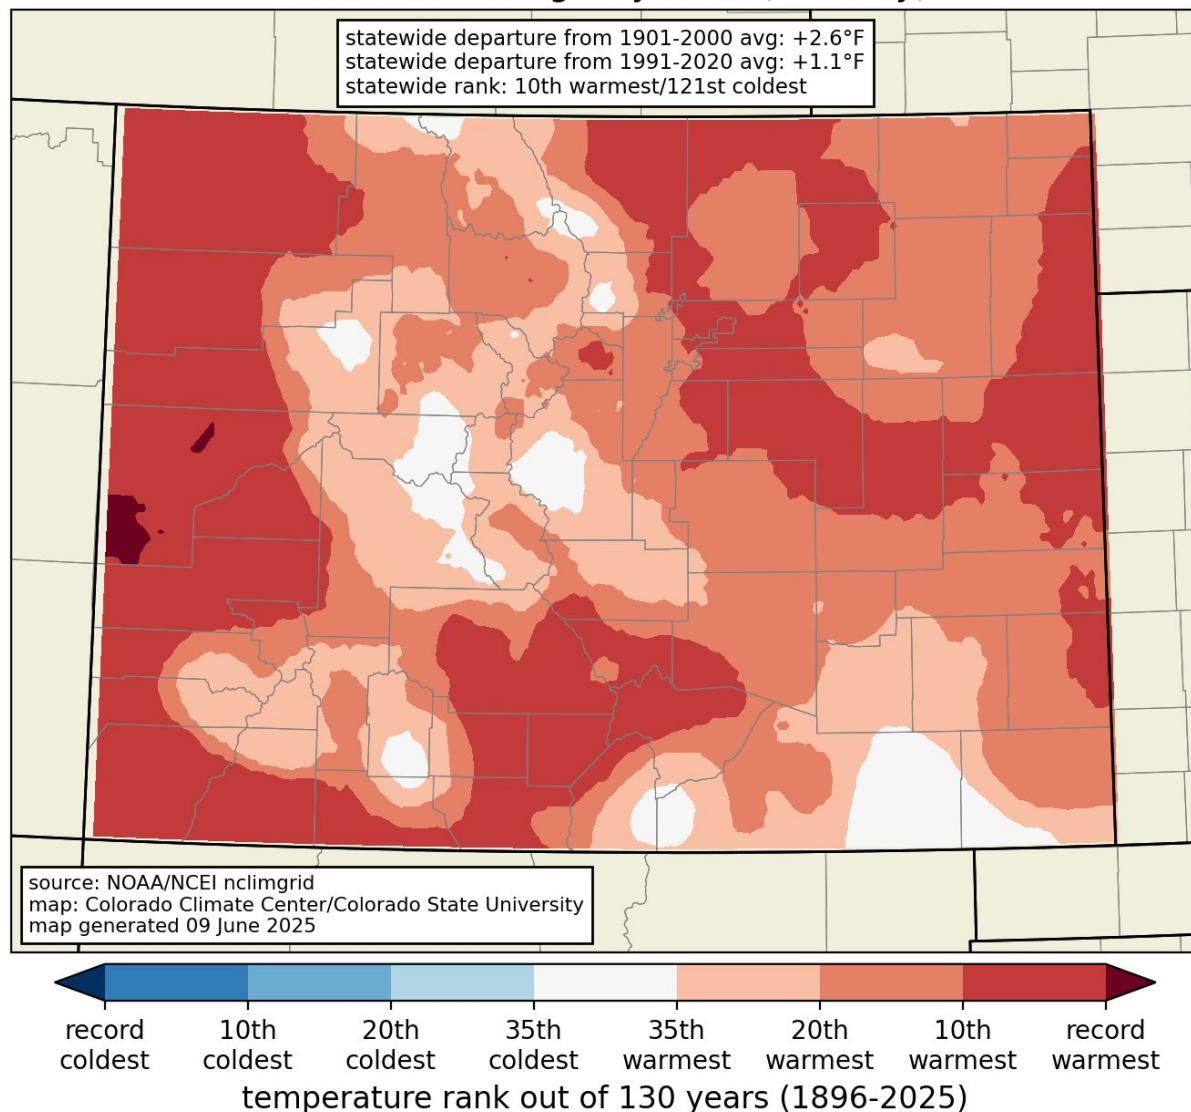 statewide departure from 1901-2000 avg: +2.6°F
statewide departure from 1991-2020 avg: +1.1°F
statewide rank: 10th warmest/121st coldest
source: NOAA/NCEI nclimgrid
map: Colorado Climate Center/Colorado State University
map generated 09 June 2025
record coldest
10th coldest
20th coldest
35th coldest
35th warmest
20th warmest
10th warmest
record warmest
temperature rank out of 130 years (1896-2025)